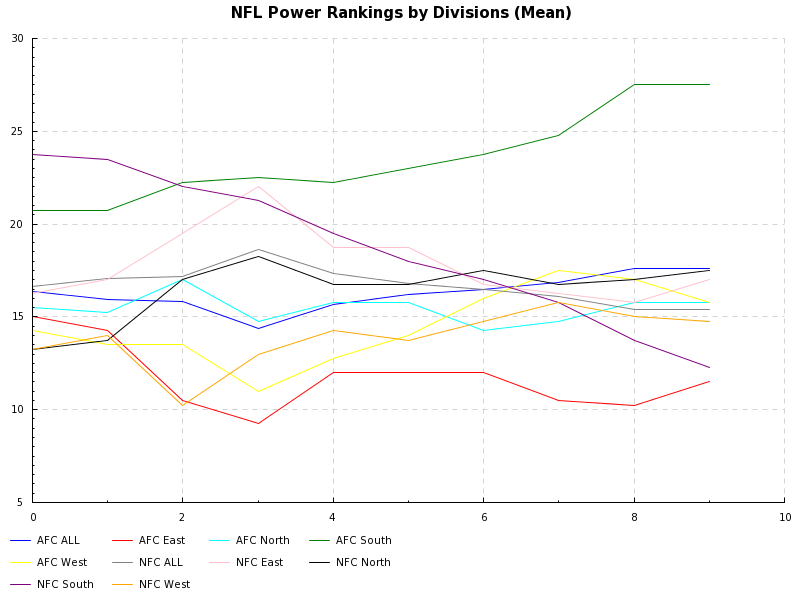 NFL Power Rankings by Divisions (Mean)
30
25
20
15
10
5
0 2 4 6 8 10
AFC ALL AFC East AFC North AFC South
AFC West NFC ALL NFC East NFC North
NFC South NFC West